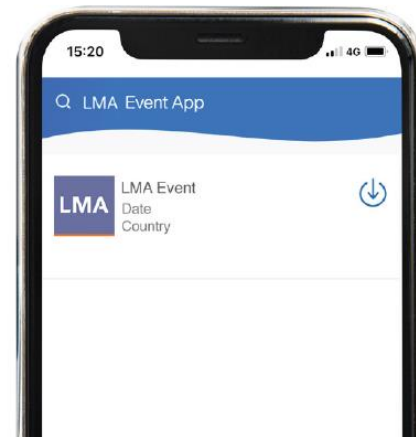 15:20
4G
LMA Event App
LMA
LMA Event
Date
Country